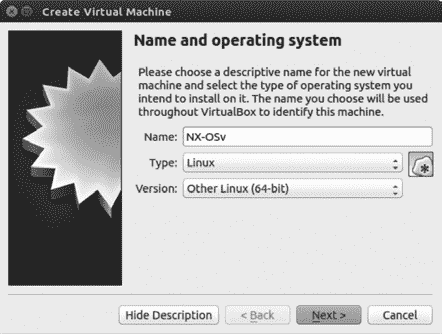 Create Virtual Machine
Name and operating system
Please choose a descriptive name for the new virtual
machine and select the type of operating system you
intend to install on it. The name you choose will be used
throughout VirtualBox to identify this machine.
Name: NX-OSv
Type: Linux
Version: Other Linux (64-bit)
Hide Description < Back Next > Cancel